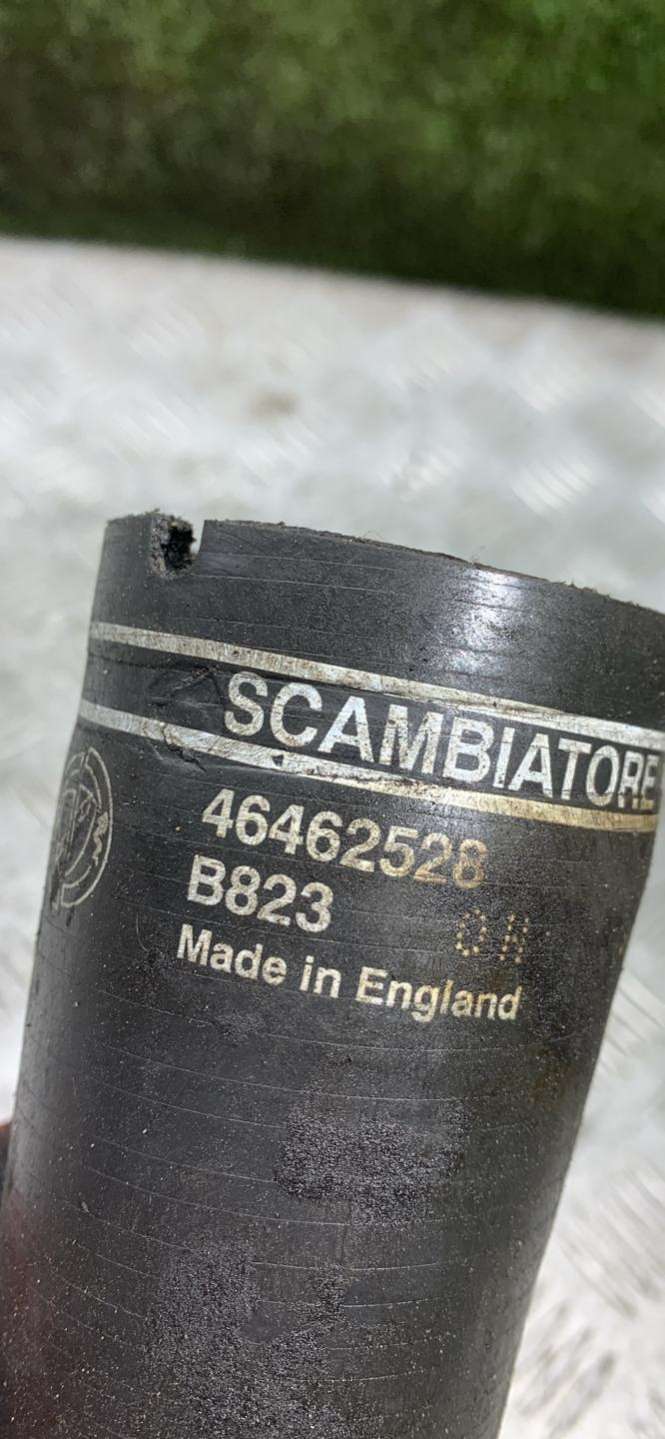 SCAMBIATORE
46462528
B823
Made in England